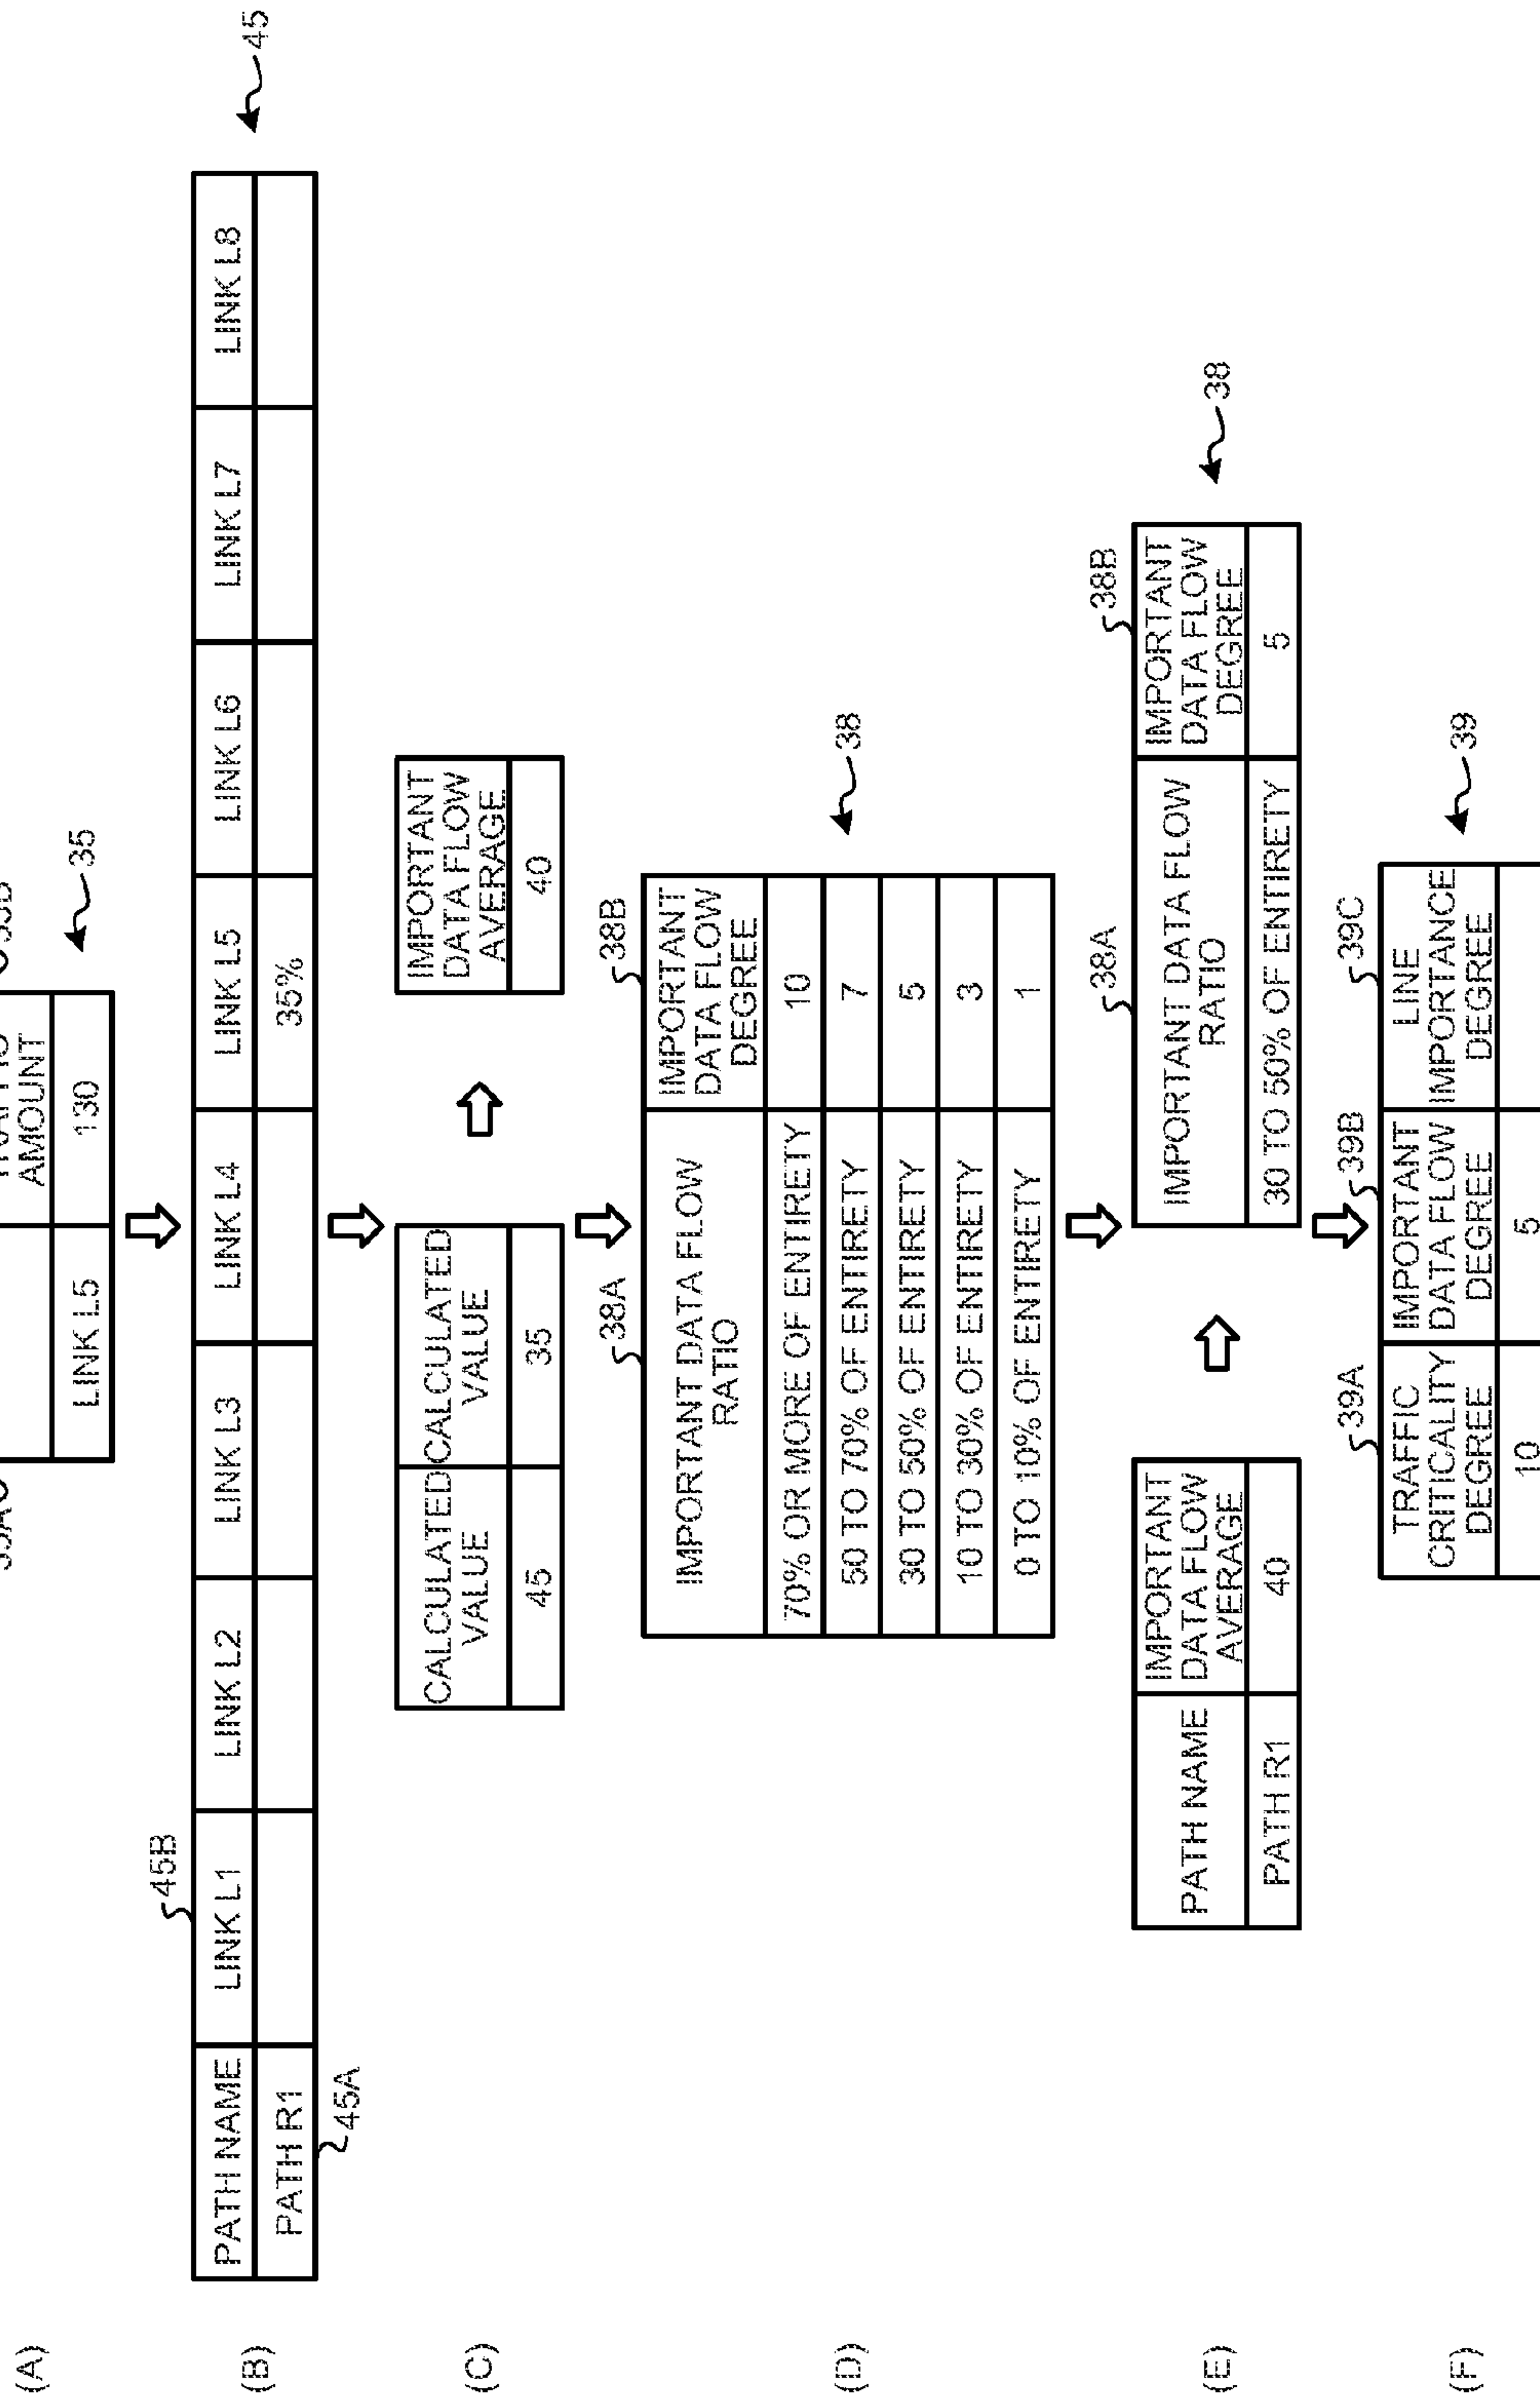 (A)
AMOUNT
35
LINK L5
130
(B)
45B
45
PATH NAME
LINK L1
LINK L2
LINK L3
LINK L4
LINK L5
LINK L6
LINK L7
LINK L8
PATH R1
35%
45A
(C)
CALCULATED
VALUE
CALCULATED
VALUE
45
35
IMPORTANT
DATA FLOW
AVERAGE
40
(D)
38A
38B
38
IMPORTANT DATA FLOW
RATIO
IMPORTANT
DATA FLOW
DEGREE
70% OR MORE OF ENTIRETY
10
50 TO 70% OF ENTIRETY
7
30 TO 50% OF ENTIRETY
5
10 TO 30% OF ENTIRETY
3
0 TO 10% OF ENTIRETY
1
(E)
PATH NAME
IMPORTANT
DATA FLOW
AVERAGE
PATH R1
40
38A
38B
38
IMPORTANT DATA FLOW
RATIO
IMPORTANT
DATA FLOW
DEGREE
30 TO 50% OF ENTIRETY
5
(F)
39A
39B
39C
39
TRAFFIC
CRITICALITY
DEGREE
IMPORTANT
DATA FLOW
DEGREE
LINE
IMPORTANCE
DEGREE
10
5